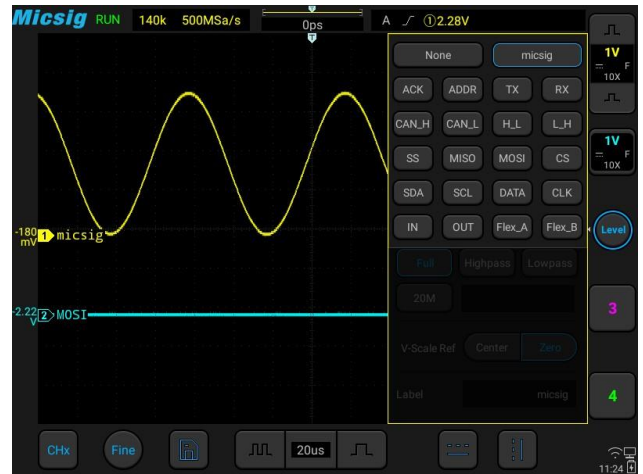 Micsig RUN 140k 500MSa/s 0ps A ①2.28V
T
None micsig
ACK ADDR TX RX
CAN_H CAN_L H_L L_H
SS MISO MOSI CS
SDA SCL DATA CLK
IN OUT Flex_A Flex_B
Full Highpass Lowpass
20M
V-Scale Ref Center Zero
Label micsig
-180
mV 1 micsig
-2.22
V 2 MOSI
1V
F
10X
1V
F
10X
Level
3
4
CHx Fine 20us
11:24